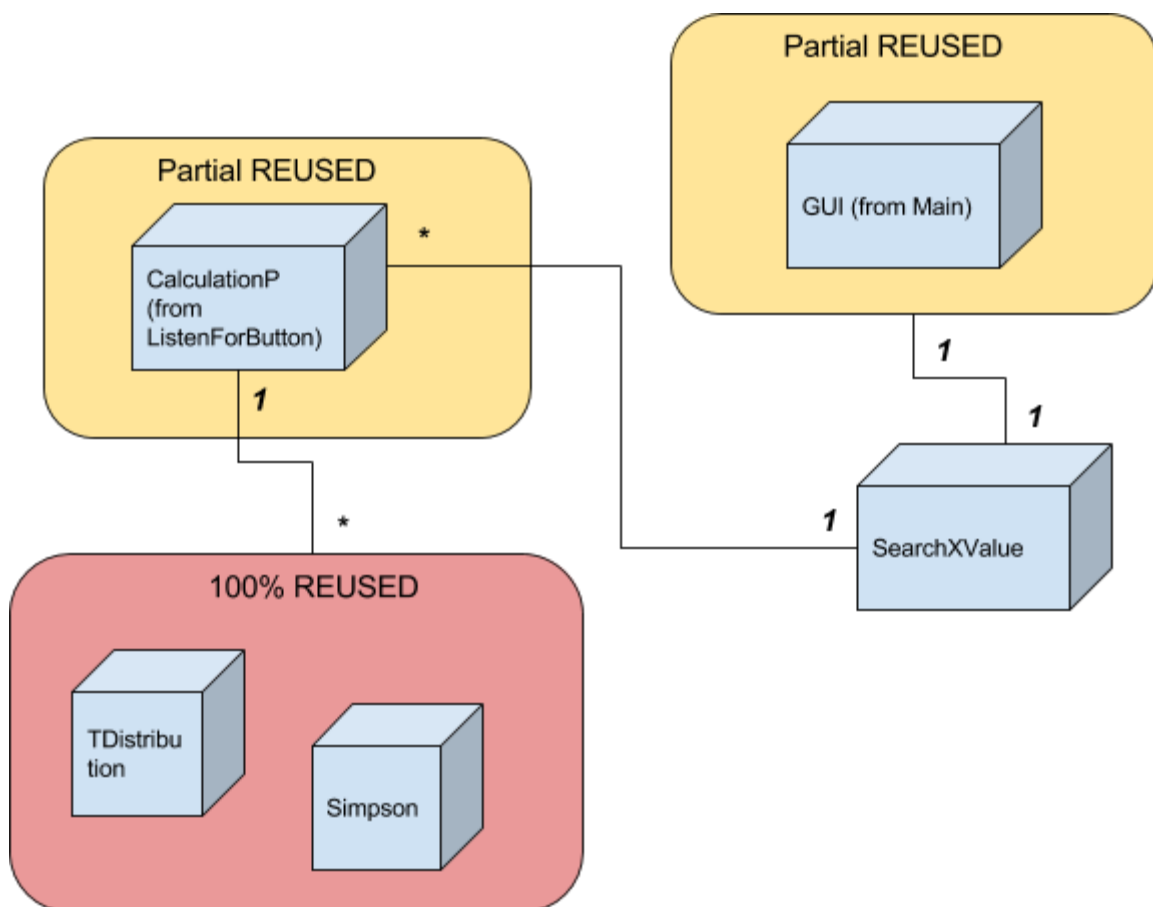 Partial REUSED
GUI (from Main)
Partial REUSED
*
CalculationP
(from
ListenForButton)
1
1
1
*
1
SearchXValue
100% REUSED
TDistribu
tion
Simpson